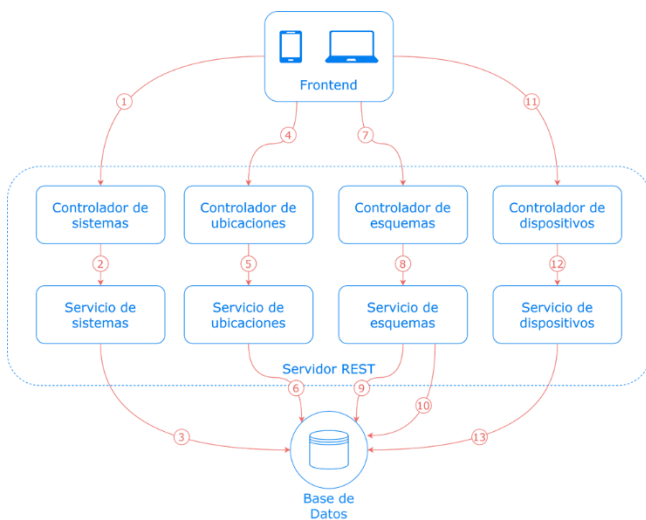 Frontend
1
4
7
11
Controlador de
sistemas
Controlador de
ubicaciones
Controlador de
esquemas
Controlador de
dispositivos
2
5
8
12
Servicio de
sistemas
Servicio de
ubicaciones
Servicio de
esquemas
Servicio de
dispositivos
Servidor REST
6
9
10
3
13
Base de
Datos